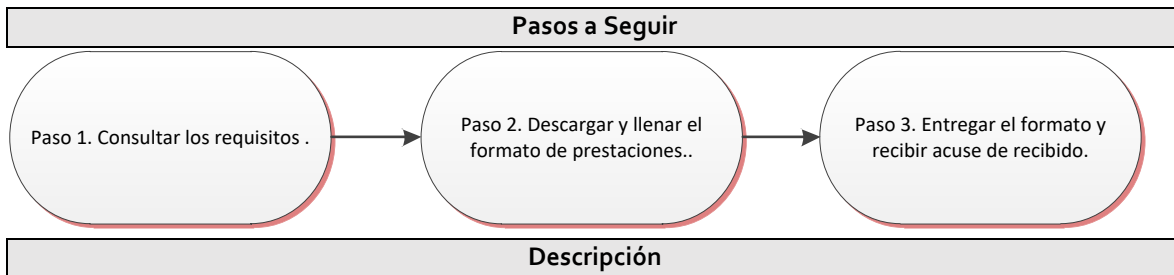 Pasos a Seguir
Paso 1. Consultar los requisitos .
Paso 2. Descargar y llenar el
formato de prestaciones..
Paso 3. Entregar el formato y
recibir acuse de recibido.
Descripción